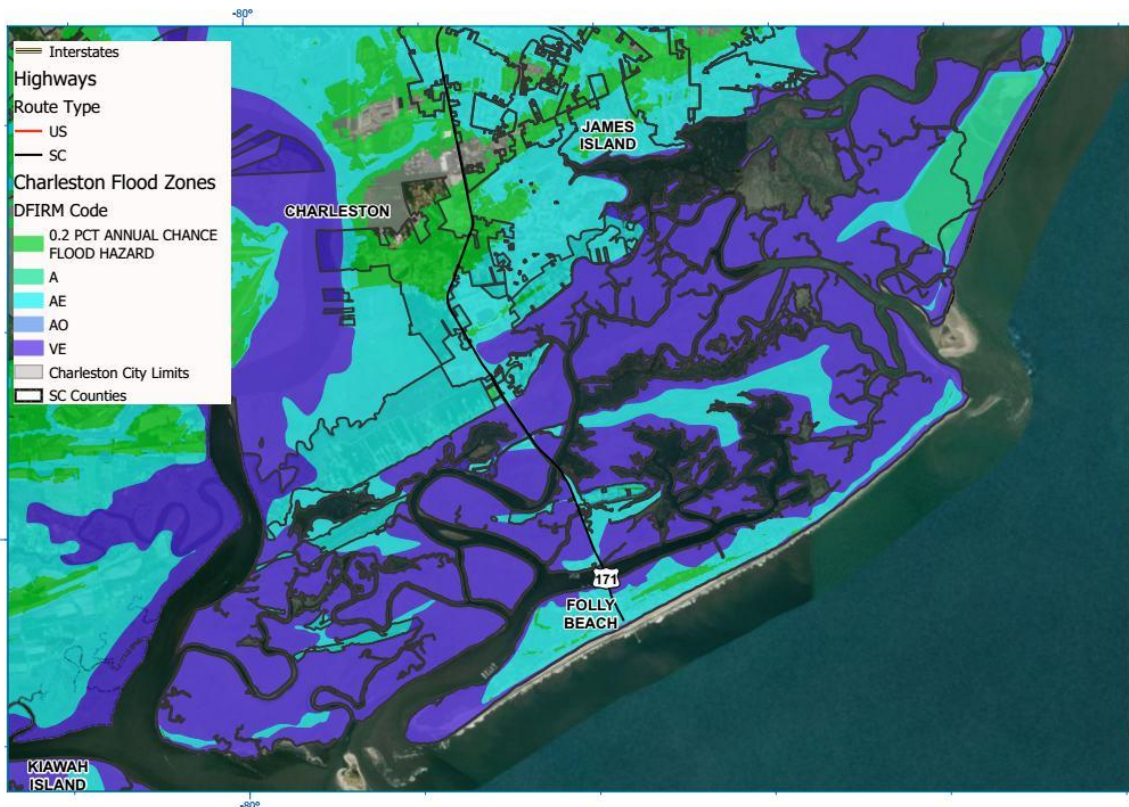 -80°
Interstates
Highways
Route Type
US
SC
Charleston Flood Zones
DFIRM Code
0.2 PCT ANNUAL CHANCE
FLOOD HAZARD
A
AE
AO
VE
Charleston City Limits
SC Counties
JAMES
ISLAND
CHARLESTON
171
FOLLY
BEACH
KIAWAH
ISLAND
-80°